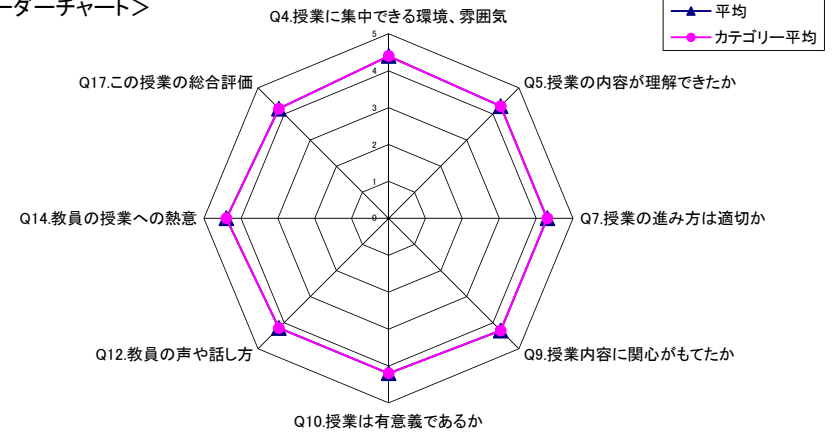 ーダーチャート＞
平均
カテゴリー平均
Q4.授業に集中できる環境、雰囲気
Q17.この授業の総合評価
Q5.授業の内容が理解できたか
Q14.教員の授業への熱意
Q7.授業の進み方は適切か
Q12.教員の声や話し方
Q9.授業内容に関心がもてたか
Q10.授業は有意義であるか
5
4
3
2
1
0